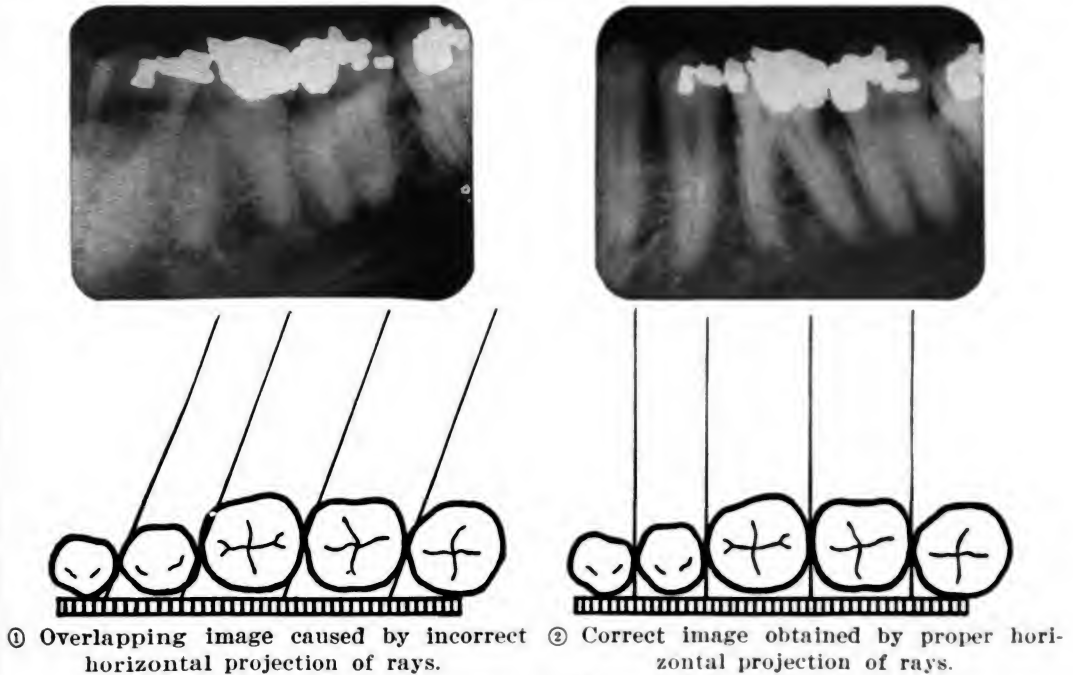 ① Overlapping image caused by incorrect
horizontal projection of rays.
② Correct image obtained by proper hori-
zontal projection of rays.